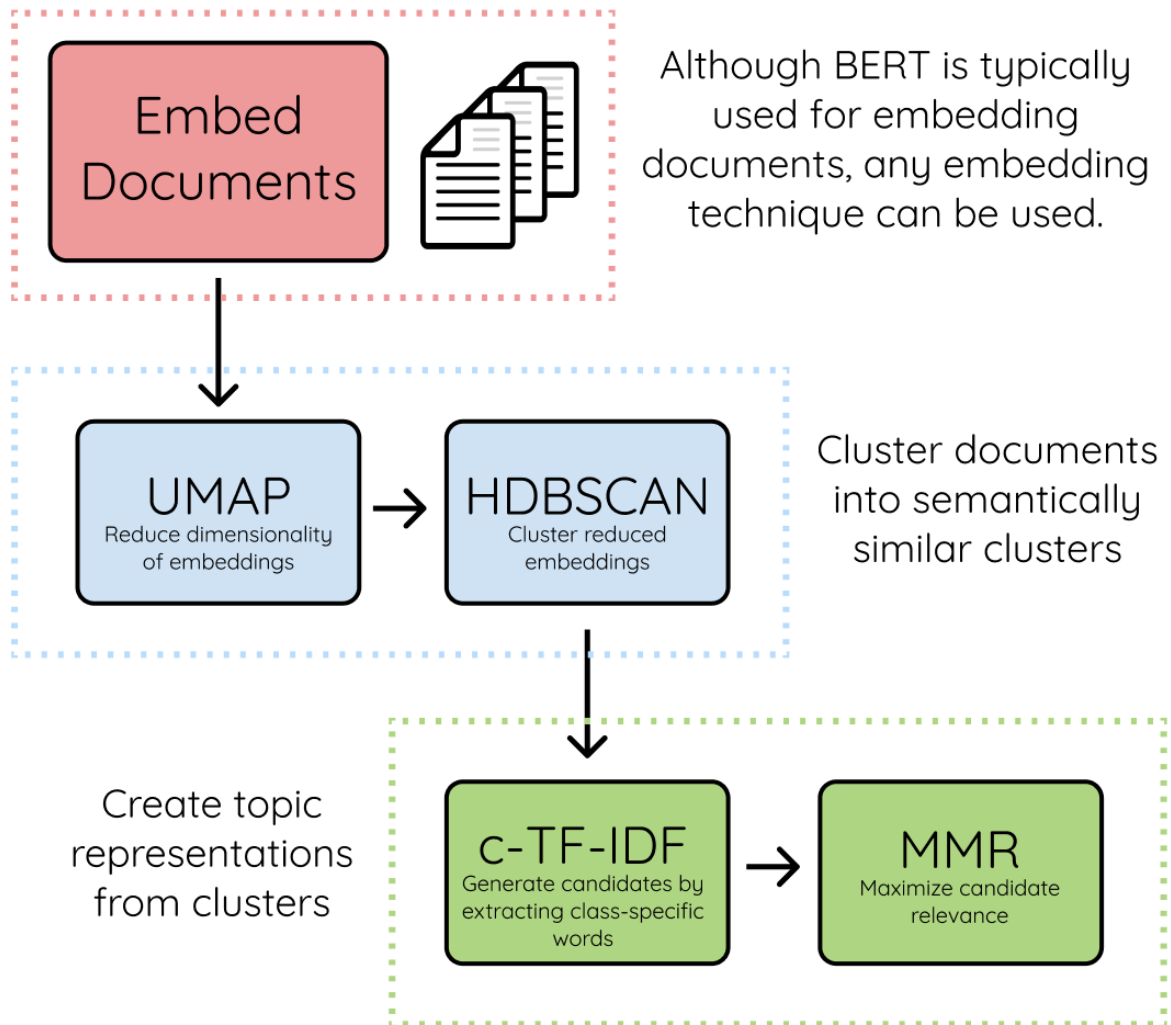 Embed
Documents
Although BERT is typically
used for embedding
documents, any embedding
technique can be used.
UMAP
Reduce dimensionality
of embeddings
HDBSCAN
Cluster reduced
embeddings
Cluster documents
into semantically
similar clusters
Create topic
representations
from clusters
c-TF-IDF
Generate candidates by
extracting class-specific
words
MMR
Maximize candidate
relevance